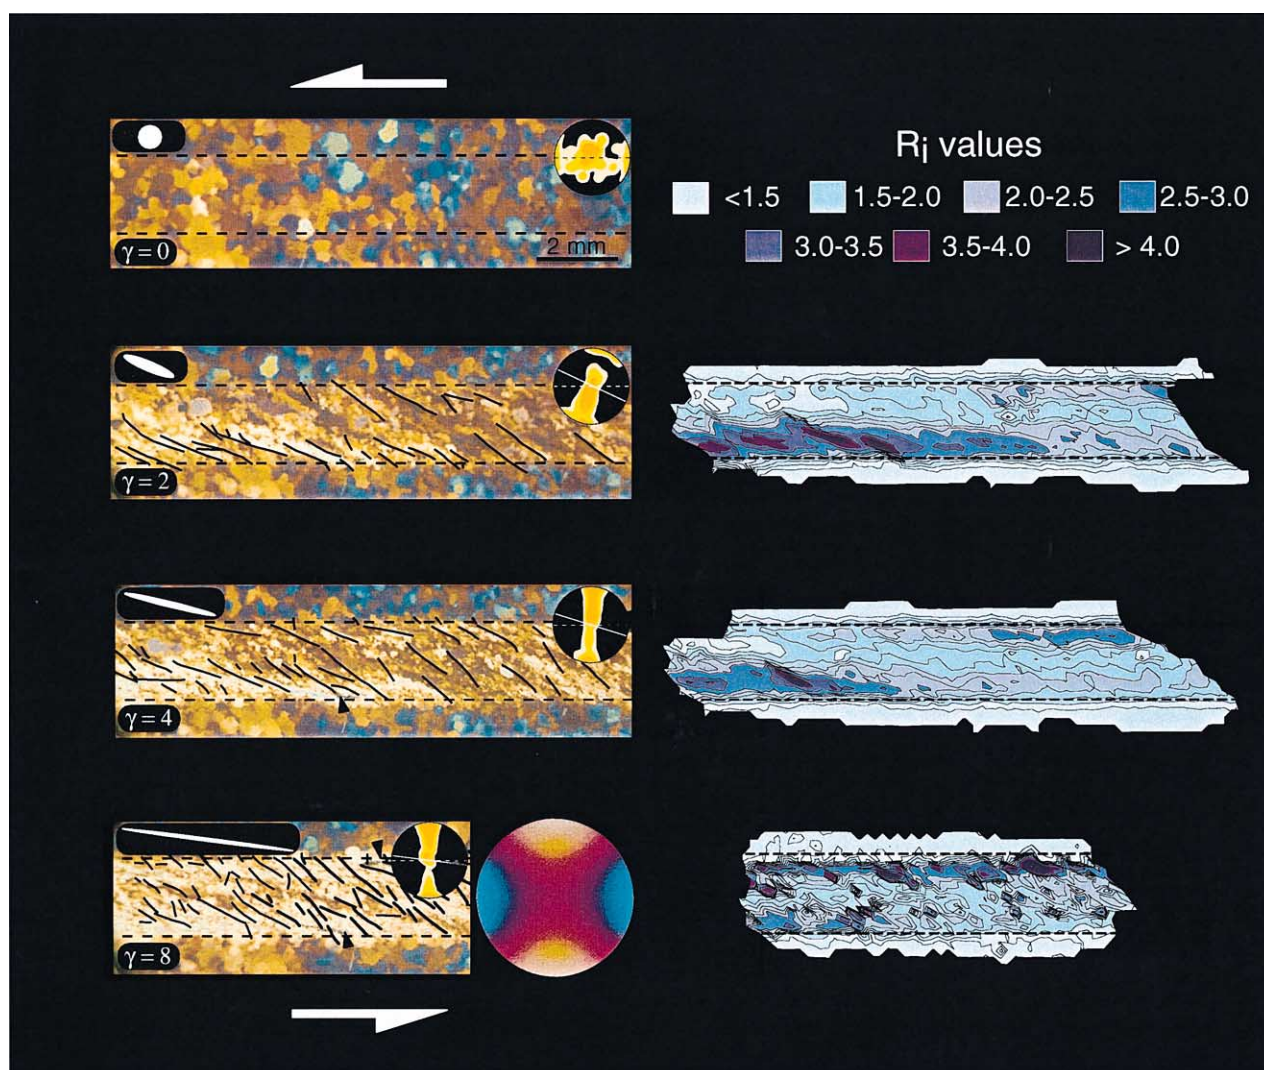 γ = 0
2 mm
Ri values
<1.5 1.5-2.0 2.0-2.5 2.5-3.0
3.0-3.5 3.5-4.0 > 4.0
γ = 2
γ = 4
γ = 8